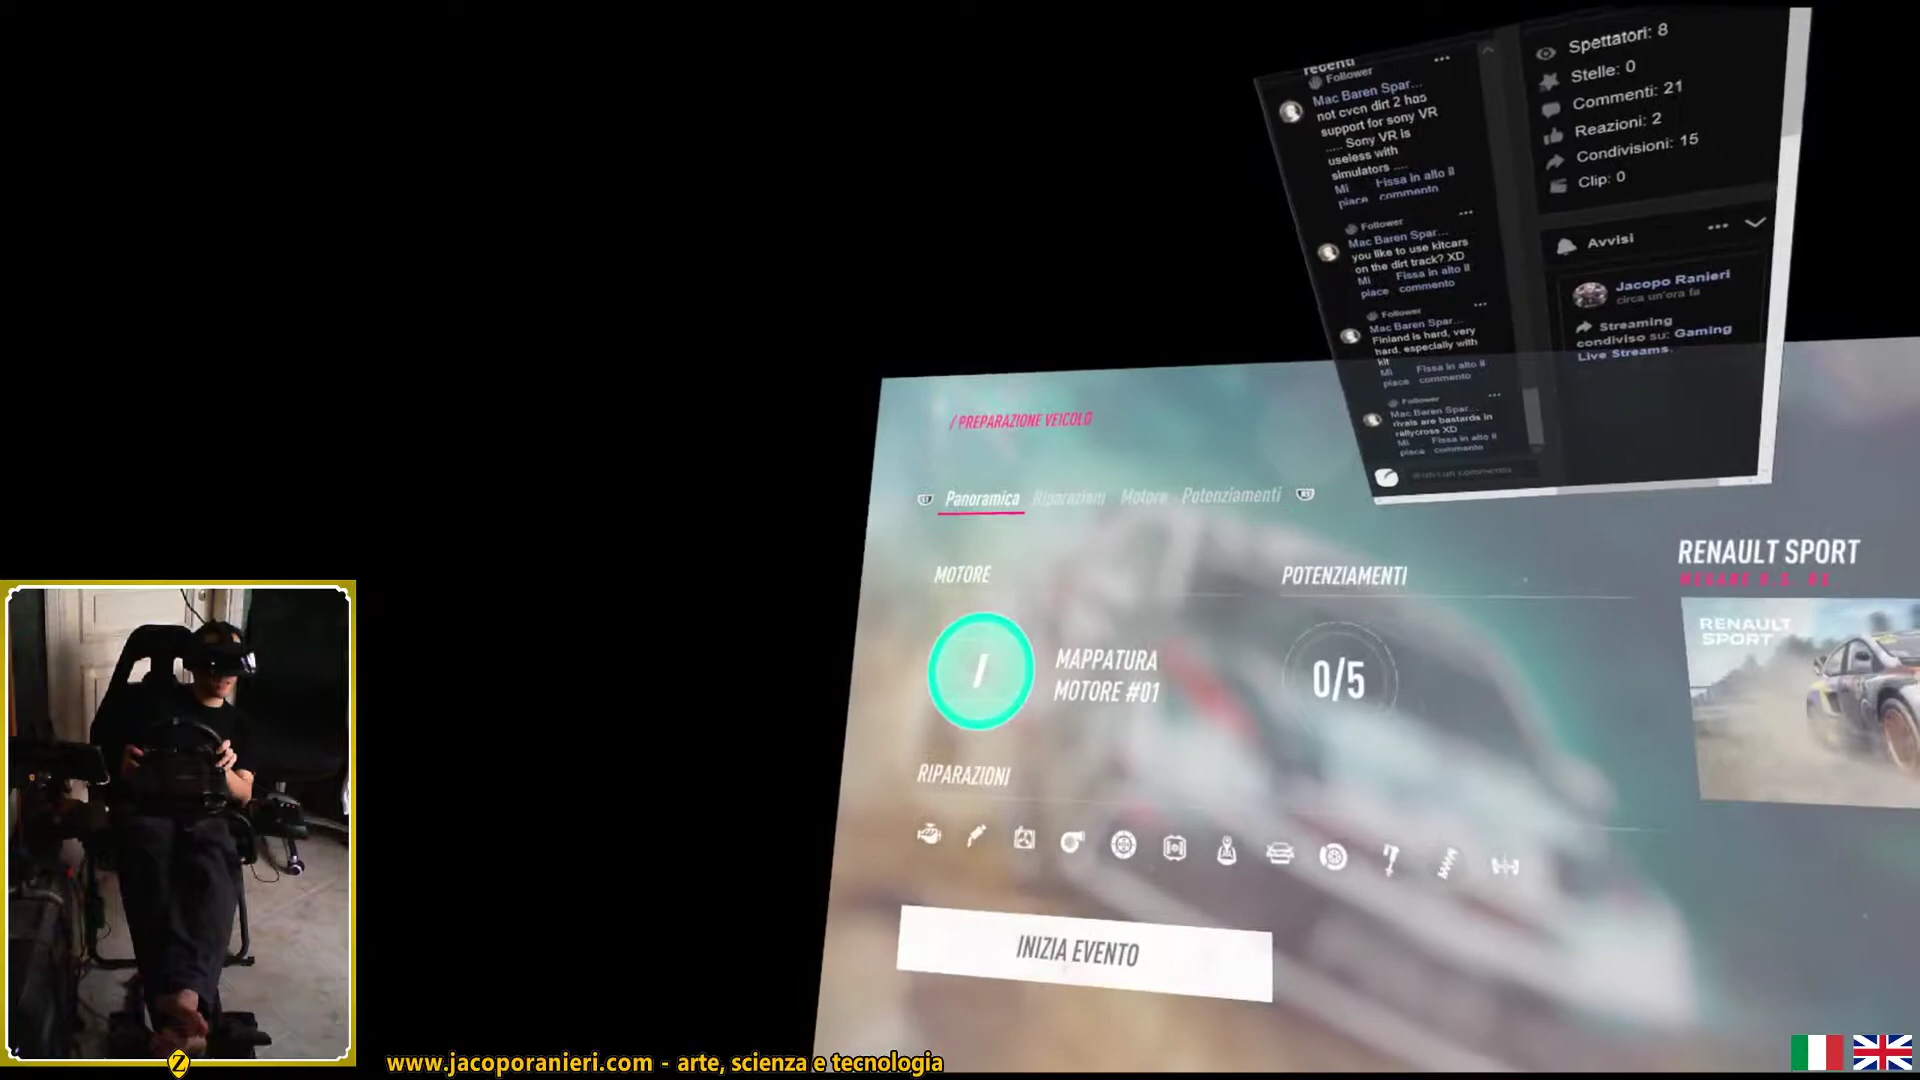 recenti
Follower
Mac Baren Spar...
not even dirt 2 has
support for sony VR
..... Sony VR is
useless with
simulators ....
Mi piace
Fissa in alto il commento
Follower
Mac Baren Spar...
you like to use kitcars
on the dirt track? XD
Mi piace
Fissa in alto il commento
Follower
Mac Baren Spar...
Finland is hard, very
hard, especially with
kit
Mi piace
Fissa in alto il commento
Follower
Mac Baren Spar...
rivals are bastards in
rallycross XD
Mi piace
Fissa in alto il commento
Spettatori: 8
Stelle: 0
Commenti: 21
Reazioni: 2
Condivisioni: 15
Clip: 0
Avvisi
Jacopo Ranieri
circa un'ora fa
Streaming
condiviso su: Gaming
Live Streams.
/ PREPARAZIONE VEICOLO
Panoramica Riparazioni Motore Potenziamenti
MOTORE
MAPPATURA
MOTORE #01
POTENZIAMENTI
0/5
RIPARAZIONI
INIZIA EVENTO
RENAULT SPORT
RENAULT
SPORT
Z
www.jacoporanieri.com - arte, scienza e tecnologia